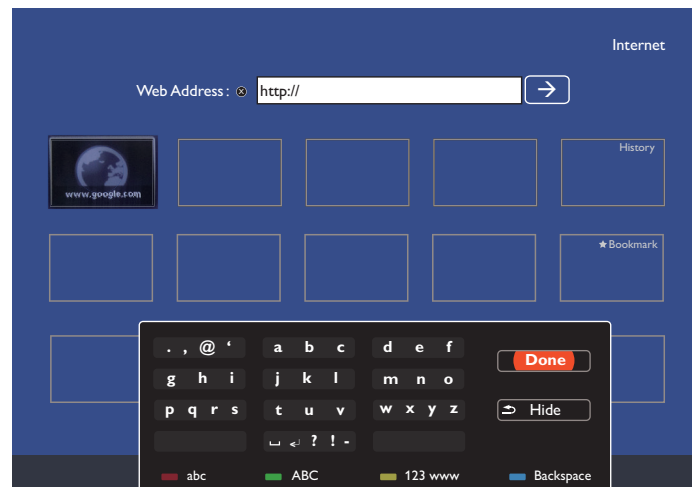 Internet
Web Address : ⓧ http:// →
www.google.com
History
★Bookmark
. , @ ‘ a b c d e f
Done
g h i j k l m n o
p q r s t u v w x y z
Hide
␣ ↲ ? ! -
abc ABC 123 www Backspace